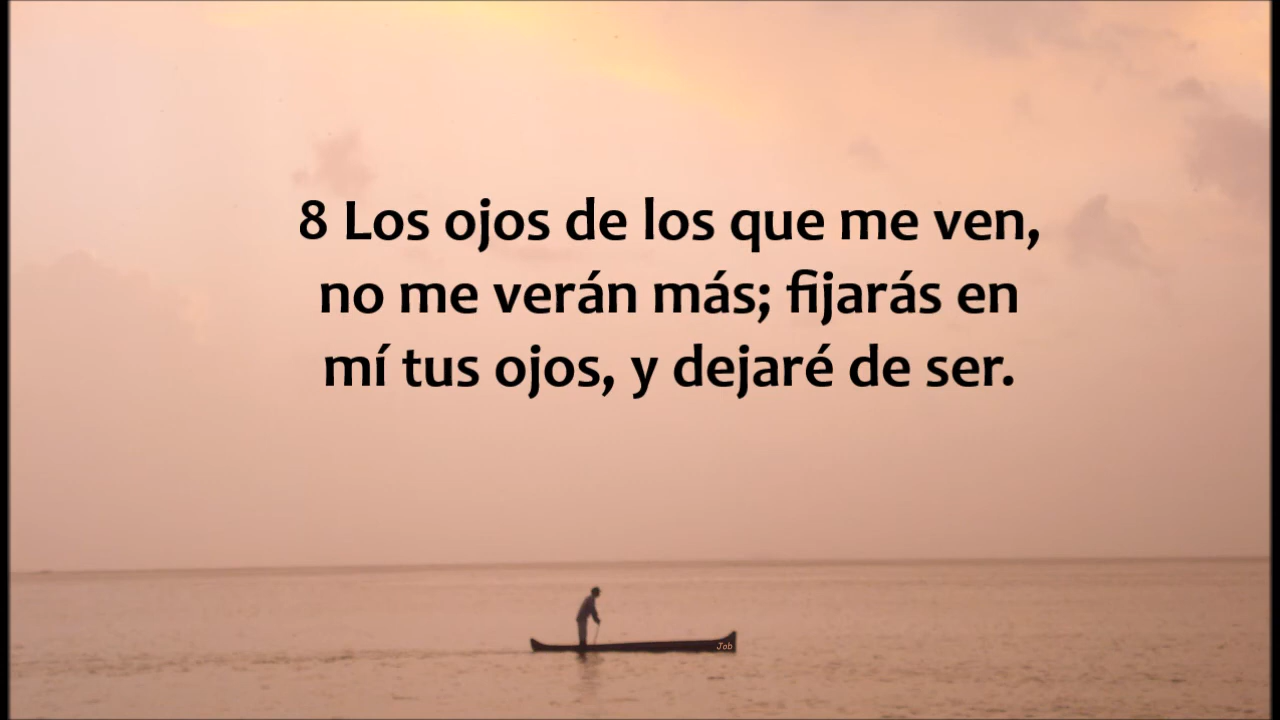 8 Los ojos de los que me ven,
no me verán más; fijarás en
mí tus ojos, y dejaré de ser.
Job